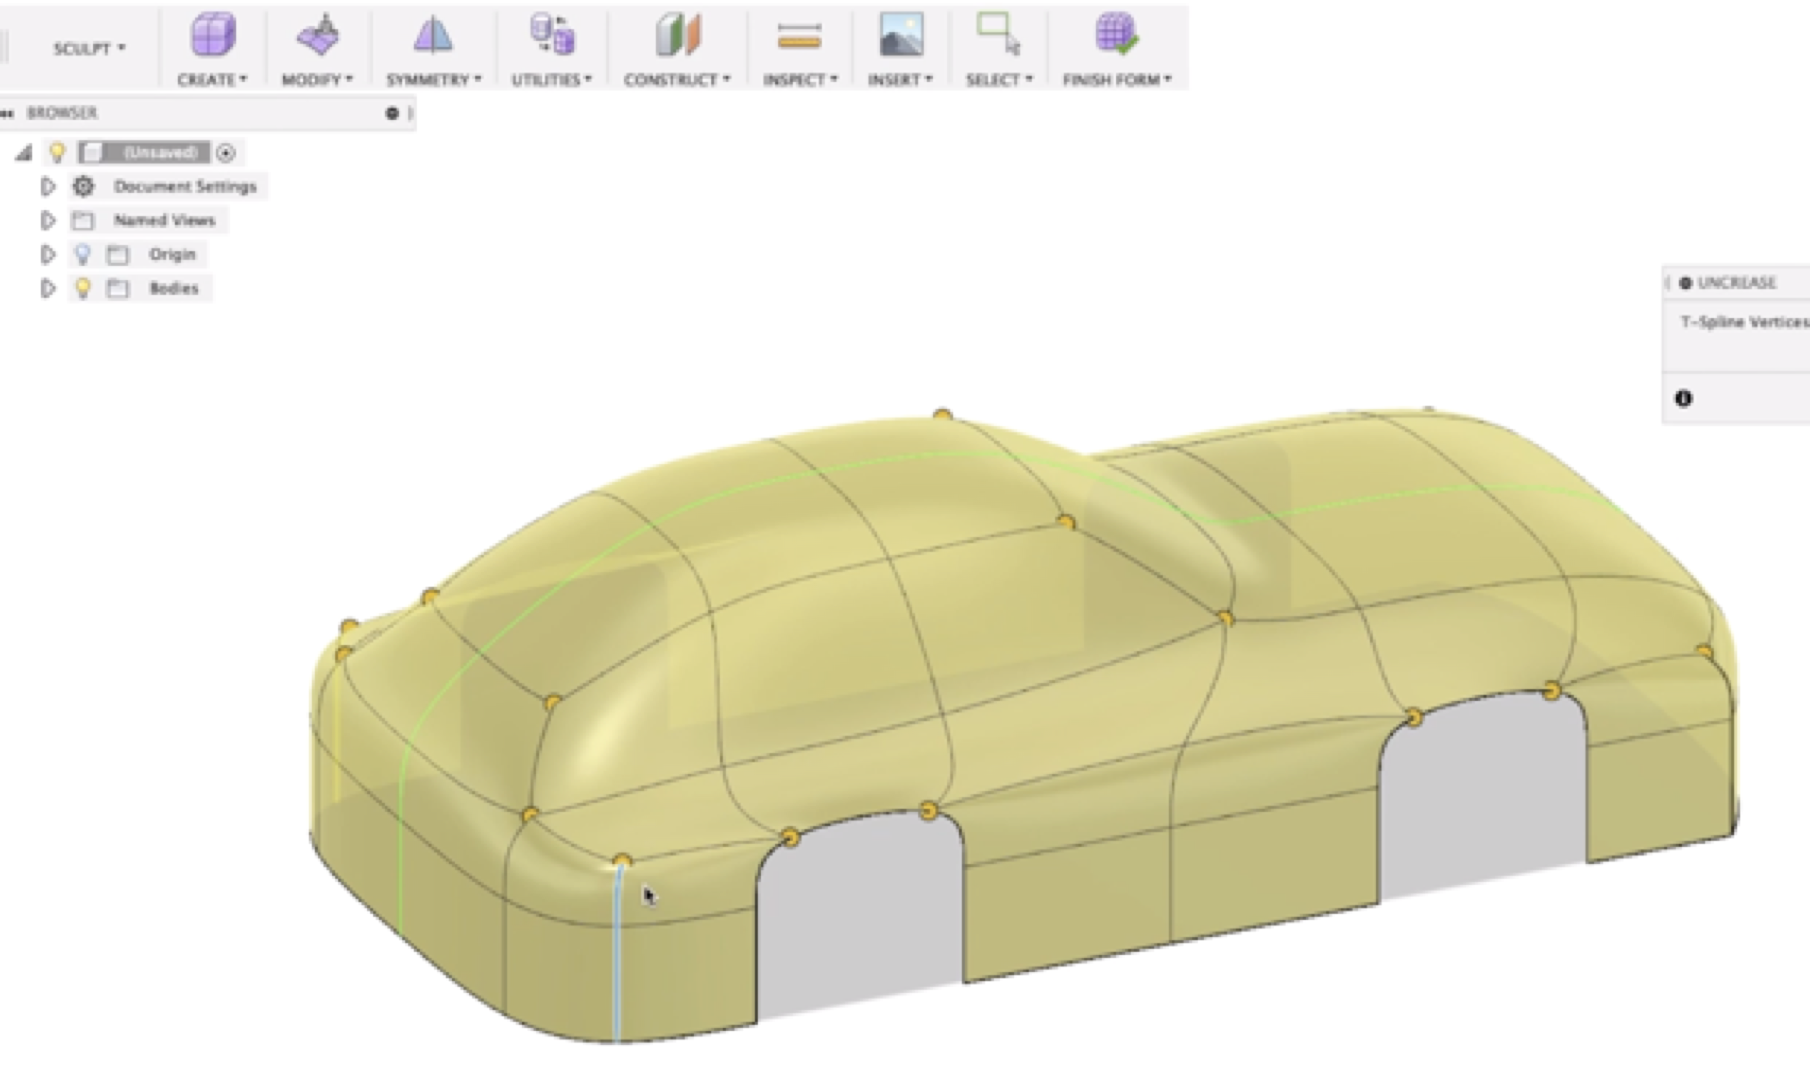 SCULPT
CREATE
MODIFY
SYMMETRY
UTILITIES
CONSTRUCT
INSPECT
INSERT
SELECT
FINISH FORM
BROWSER
(Unsaved)
Document Settings
Named Views
Origin
Bodies
UNCREASE
T-Spline Vertices